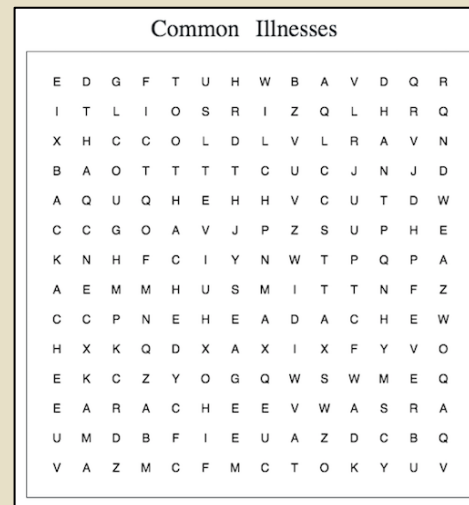 Common Illnesses
E D G F T U H W B A V D Q R
I T L I O S R I Z Q L H R Q
X H C C O L D L V L R A V N
B A O T T T T C U C J N J D
A Q U Q H E H H V C U T D W
C C G O A V J P Z S U P H E
K N H F C I Y N W T P Q P A
A E M M H U S M I T T N F Z
C C P N E H E A D A C H E W
H X K Q D X A X I X F Y V O
E K C Z Y O G Q W S W M E Q
E A R A C H E E V W A S R A
U M D B F I E U A Z D C B Q
V A Z M C F M C T O K Y U V